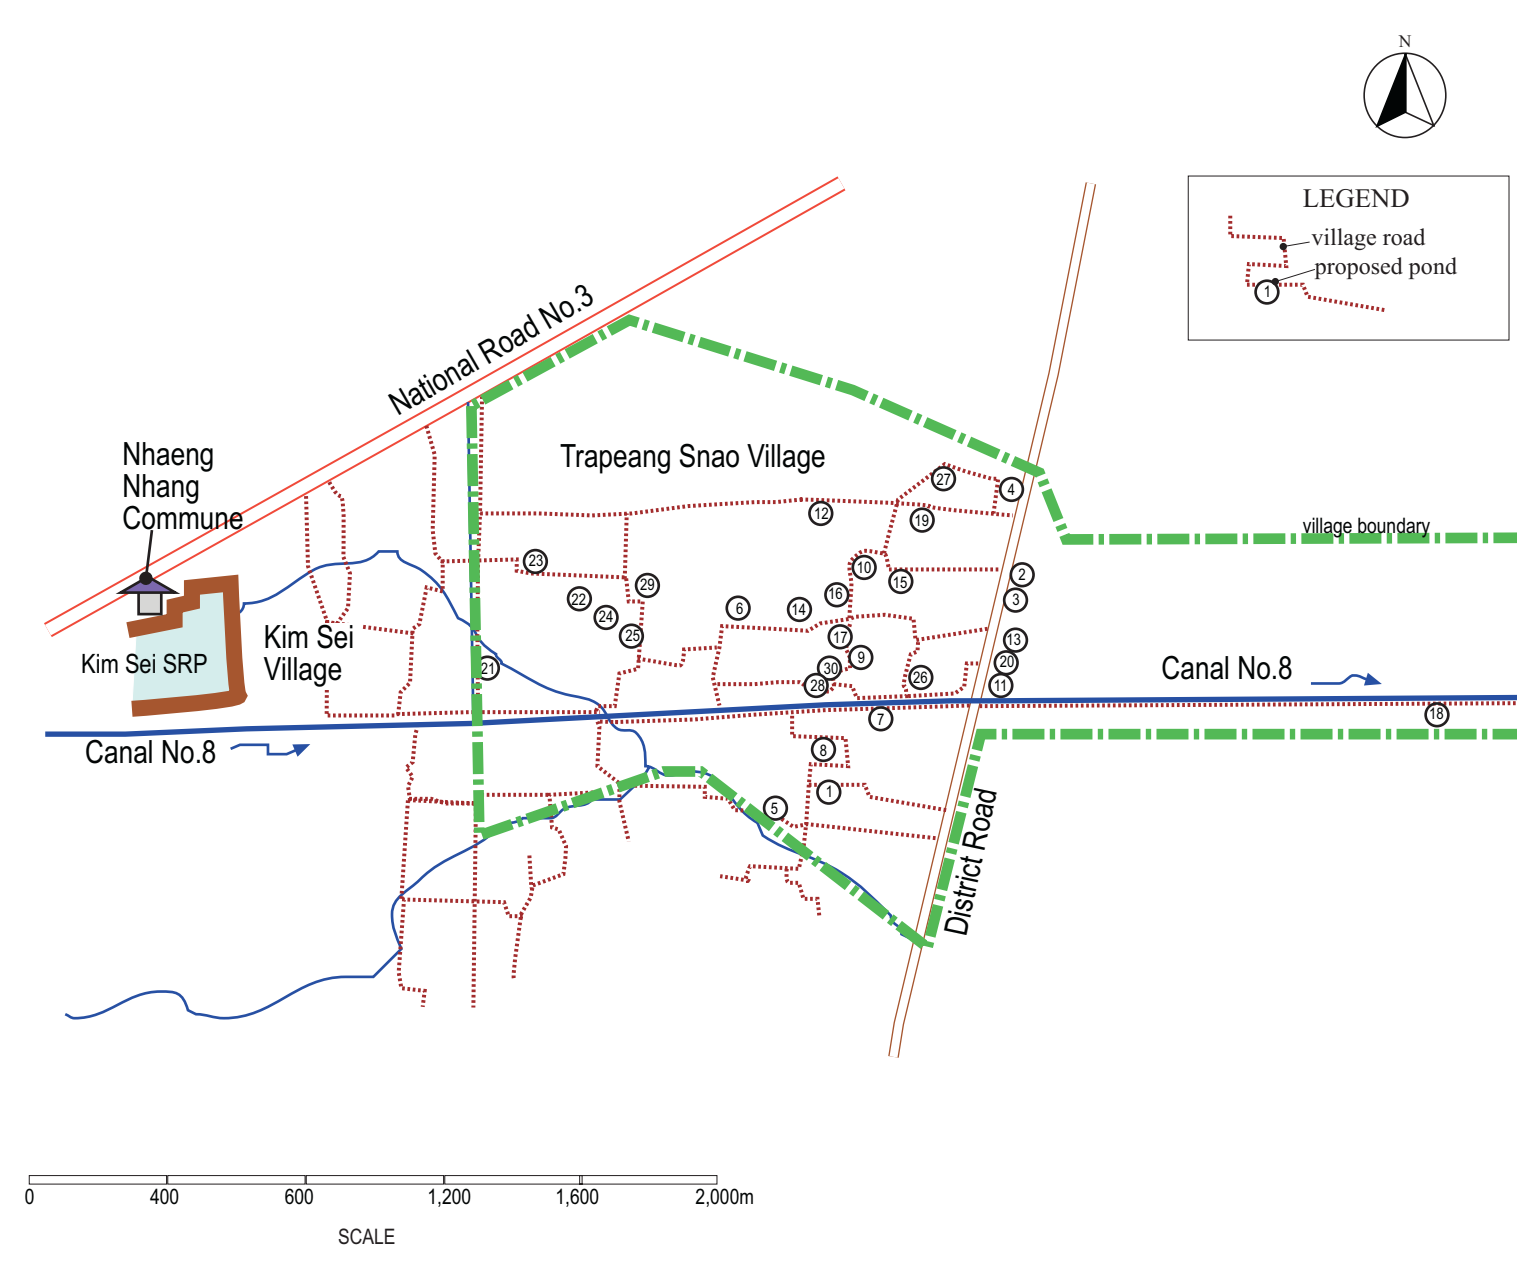 N
LEGEND
village road
proposed pond
1
National Road No.3
Nhaeng
Nhang
Commune
Trapeang Snao Village
27
4
12
19
village boundary
23
10
2
15
29
22
16
3
6
14
24
25
17
13
Kim Sei
Village
Kim Sei SRP
9
20
21
30
26
28
11
Canal No.8
7
18
Canal No.8
8
1
5
District Road
0
400
600
1,200
1,600
2,000m
SCALE